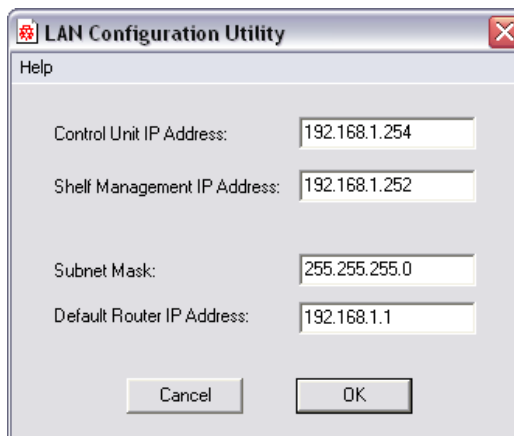 LAN Configuration Utility
Help
Control Unit IP Address: 192.168.1.254
Shelf Management IP Address: 192.168.1.252
Subnet Mask: 255.255.255.0
Default Router IP Address: 192.168.1.1
Cancel OK